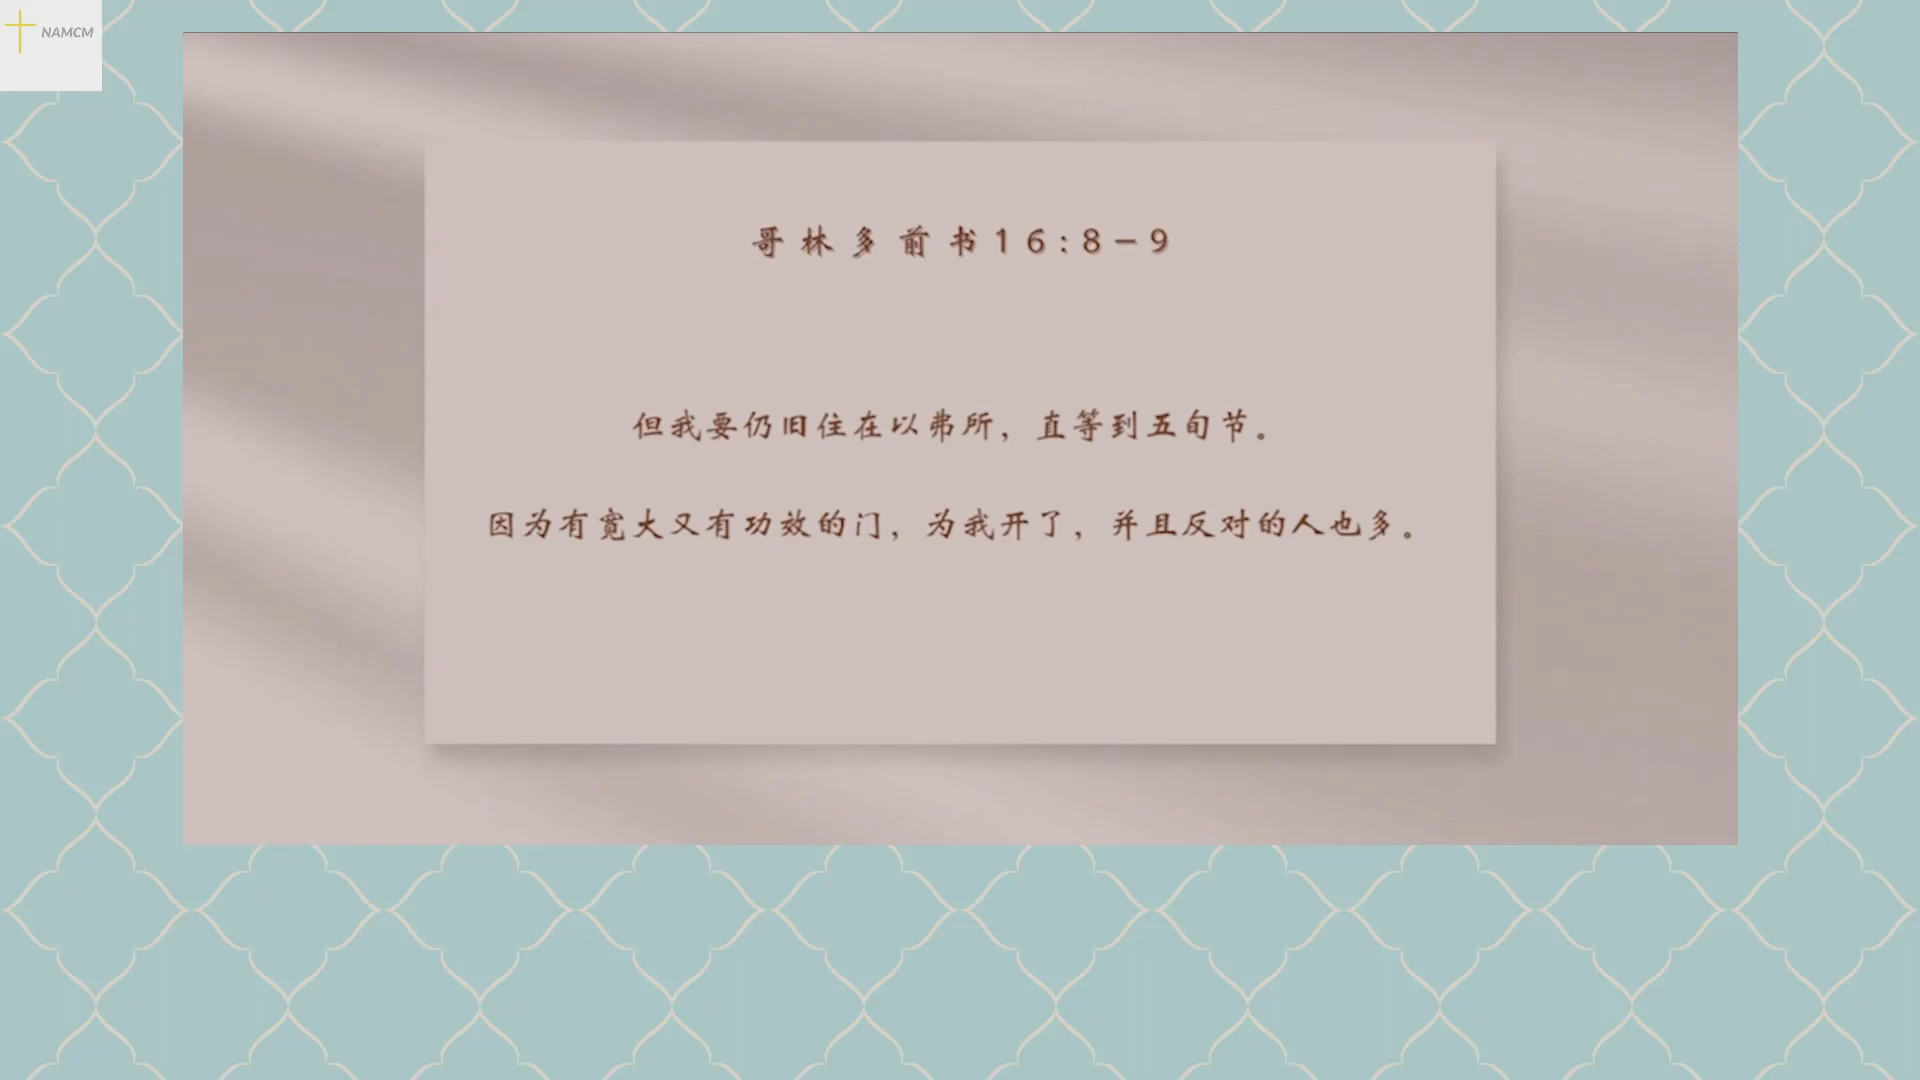 NAMCM
哥林多前书16:8-9
但我要仍旧住在以弗所，直等到五旬节。
因为有宽大又有功效的门，为我开了，并且反对的人也多。